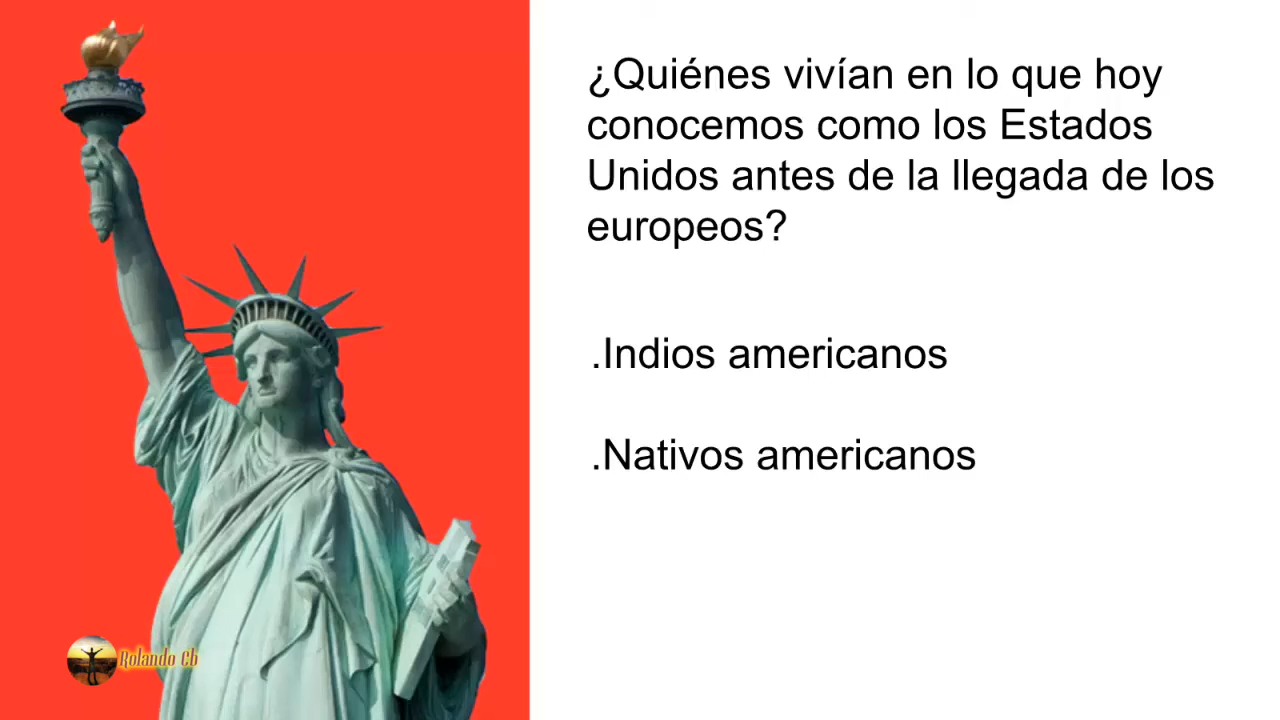 ¿Quiénes vivían en lo que hoy
conocemos como los Estados
Unidos antes de la llegada de los
europeos?
.Indios americanos
.Nativos americanos
Rolando Cb